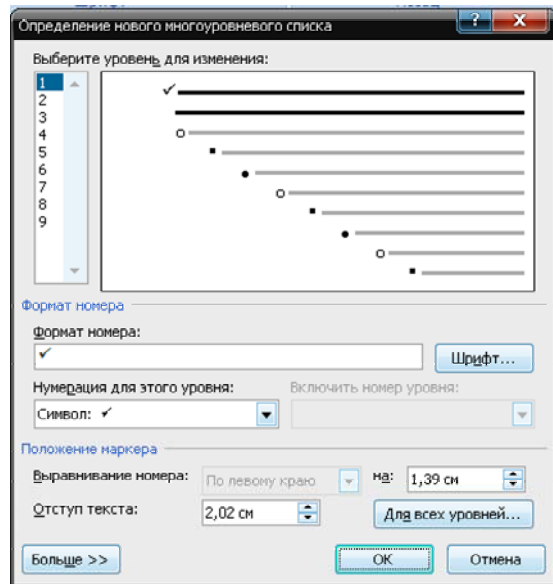 Определение нового многоуровневого списка
Выберите уровень для изменения:
1
2
3
4
5
6
7
8
9
Формат номера
Формат номера:
✓
Шрифт...
Нумерация для этого уровня: Включить номер уровня:
Символ: ✓
Положение маркера
Выравнивание номера: По левому краю на: 1,39 см
Отступ текста: 2,02 см Для всех уровней...
Больше >> ОК Отмена